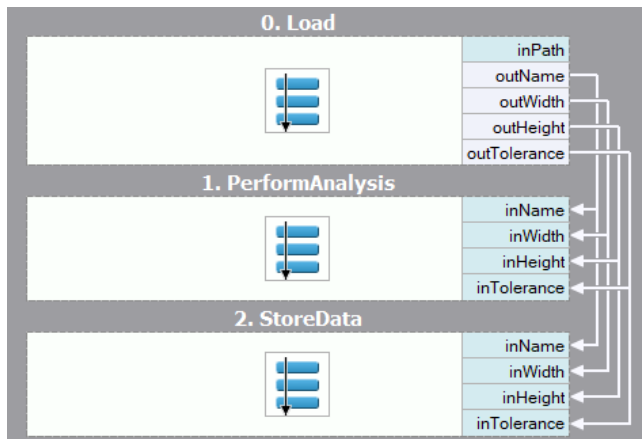 0. Load
inPath
outName
outWidth
outHeight
outTolerance
1. PerformAnalysis
inName
inWidth
inHeight
inTolerance
2. StoreData
inName
inWidth
inHeight
inTolerance